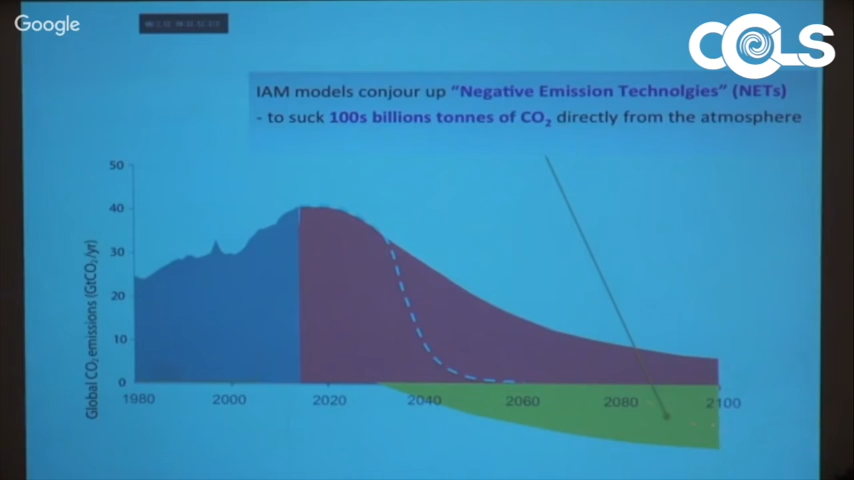 Google
COLS
IAM models conjour up “Negative Emission Technolgies” (NETs)
- to suck 100s billions tonnes of CO₂ directly from the atmosphere
Global CO₂ emissions (GtCO₂/yr)
50
40
30
20
10
0
1980
2000
2020
2040
2060
2080
2100